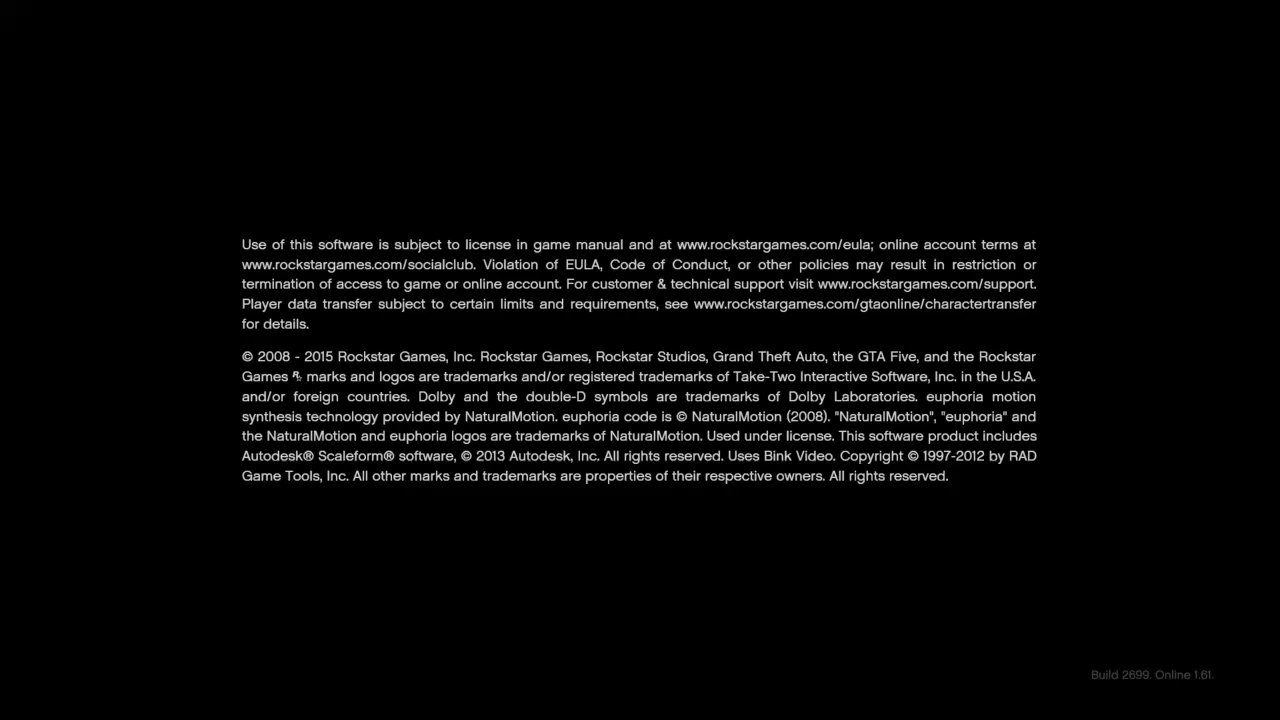 Use of this software is subject to license in game manual and at www.rockstargames.com/eula; online account terms at
www.rockstargames.com/socialclub. Violation of EULA, Code of Conduct, or other policies may result in restriction or
termination of access to game or online account. For customer & technical support visit www.rockstargames.com/support.
Player data transfer subject to certain limits and requirements, see www.rockstargames.com/gtaonline/charactertransfer
for details.
© 2008 - 2015 Rockstar Games, Inc. Rockstar Games, Rockstar Studios, Grand Theft Auto, the GTA Five, and the Rockstar
Games R* marks and logos are trademarks and/or registered trademarks of Take-Two Interactive Software, Inc. in the U.S.A.
and/or foreign countries. Dolby and the double-D symbols are trademarks of Dolby Laboratories. euphoria motion
synthesis technology provided by NaturalMotion. euphoria code is © NaturalMotion (2008). "NaturalMotion", "euphoria" and
the NaturalMotion and euphoria logos are trademarks of NaturalMotion. Used under license. This software product includes
Autodesk® Scaleform® software, © 2013 Autodesk, Inc. All rights reserved. Uses Bink Video. Copyright © 1997-2012 by RAD
Game Tools, Inc. All other marks and trademarks are properties of their respective owners. All rights reserved.
Build 2699. Online 1.61.